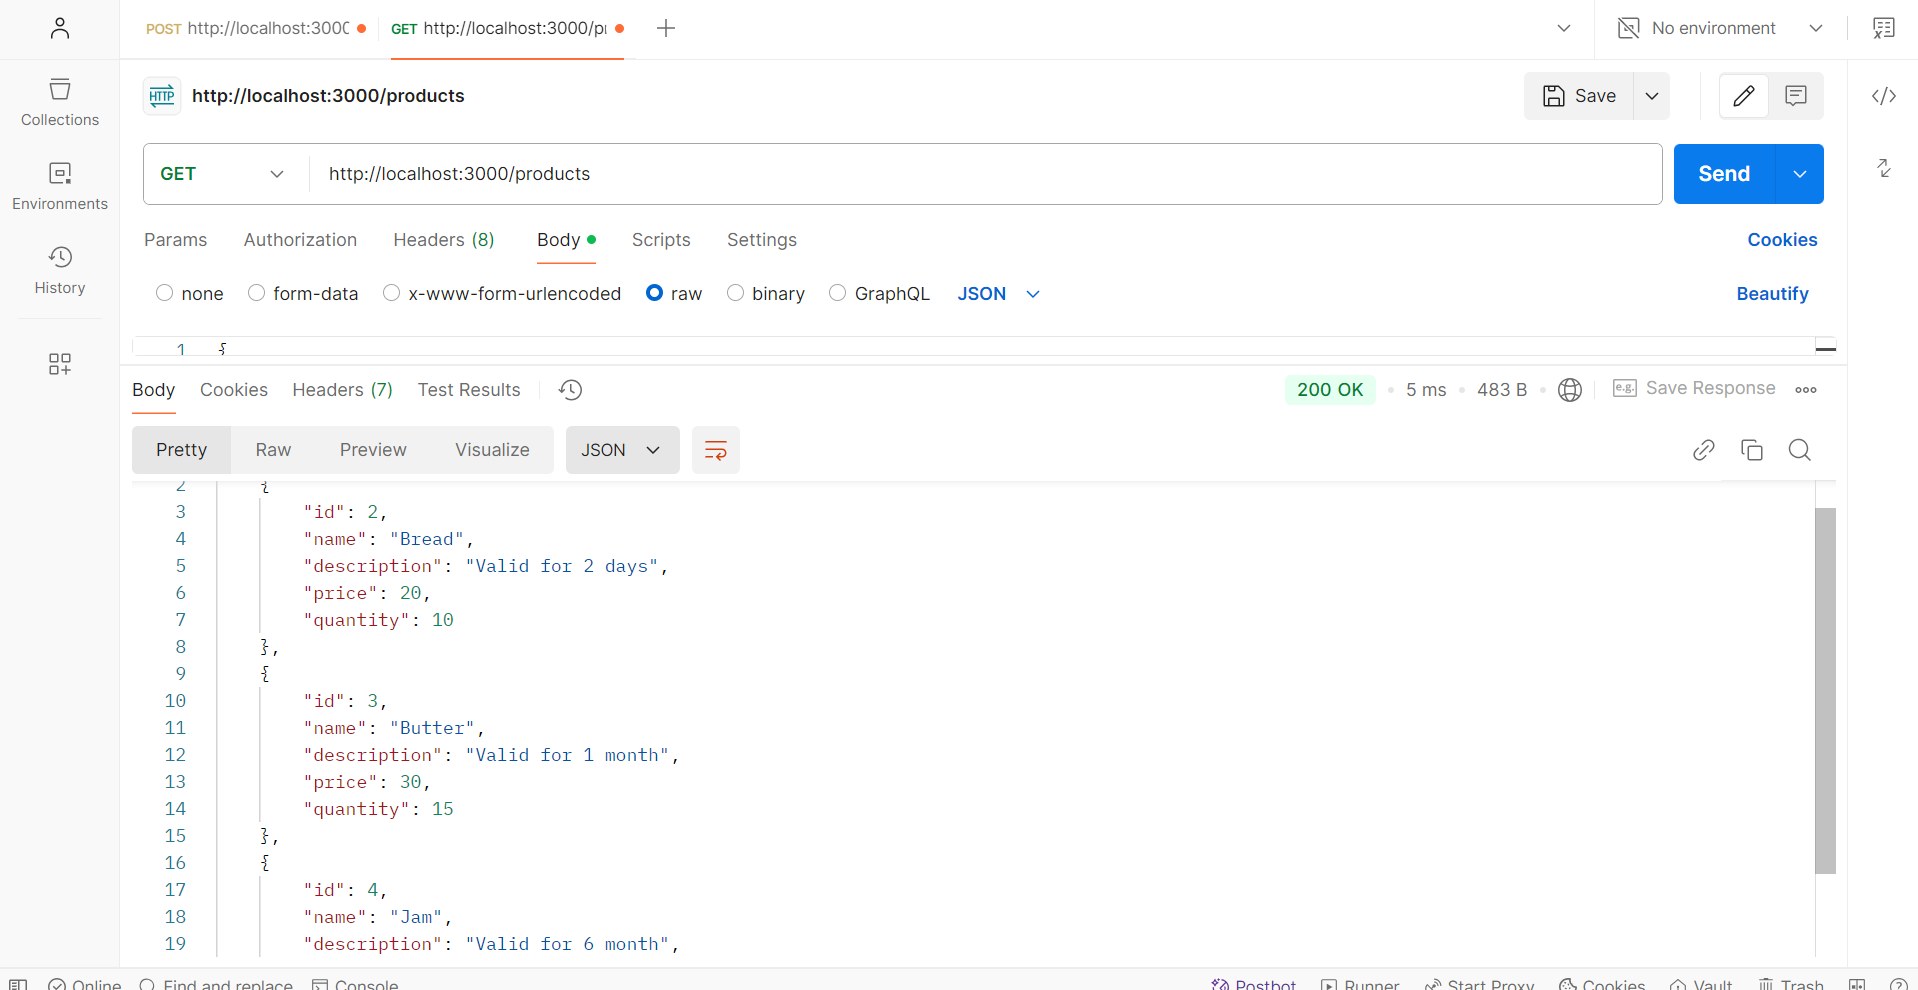 POST http://localhost:3000
GET http://localhost:3000/p
No environment
Collections
Environments
History
HTTP http://localhost:3000/products
Save
GET http://localhost:3000/products
Send
Params Authorization Headers (8) Body Scripts Settings Cookies
none form-data x-www-form-urlencoded raw binary GraphQL JSON Beautify
1 {
Body Cookies Headers (7) Test Results 200 OK 5 ms 483 B e.g. Save Response
Pretty Raw Preview Visualize JSON
2 {
3 "id": 2,
4 "name": "Bread",
5 "description": "Valid for 2 days",
6 "price": 20,
7 "quantity": 10
8 },
9 {
10 "id": 3,
11 "name": "Butter",
12 "description": "Valid for 1 month",
13 "price": 30,
14 "quantity": 15
15 },
16 {
17 "id": 4,
18 "name": "Jam",
19 "description": "Valid for 6 month",
Online Find and replace Console Postbot Runner Start Proxy Cookies Vault Trash